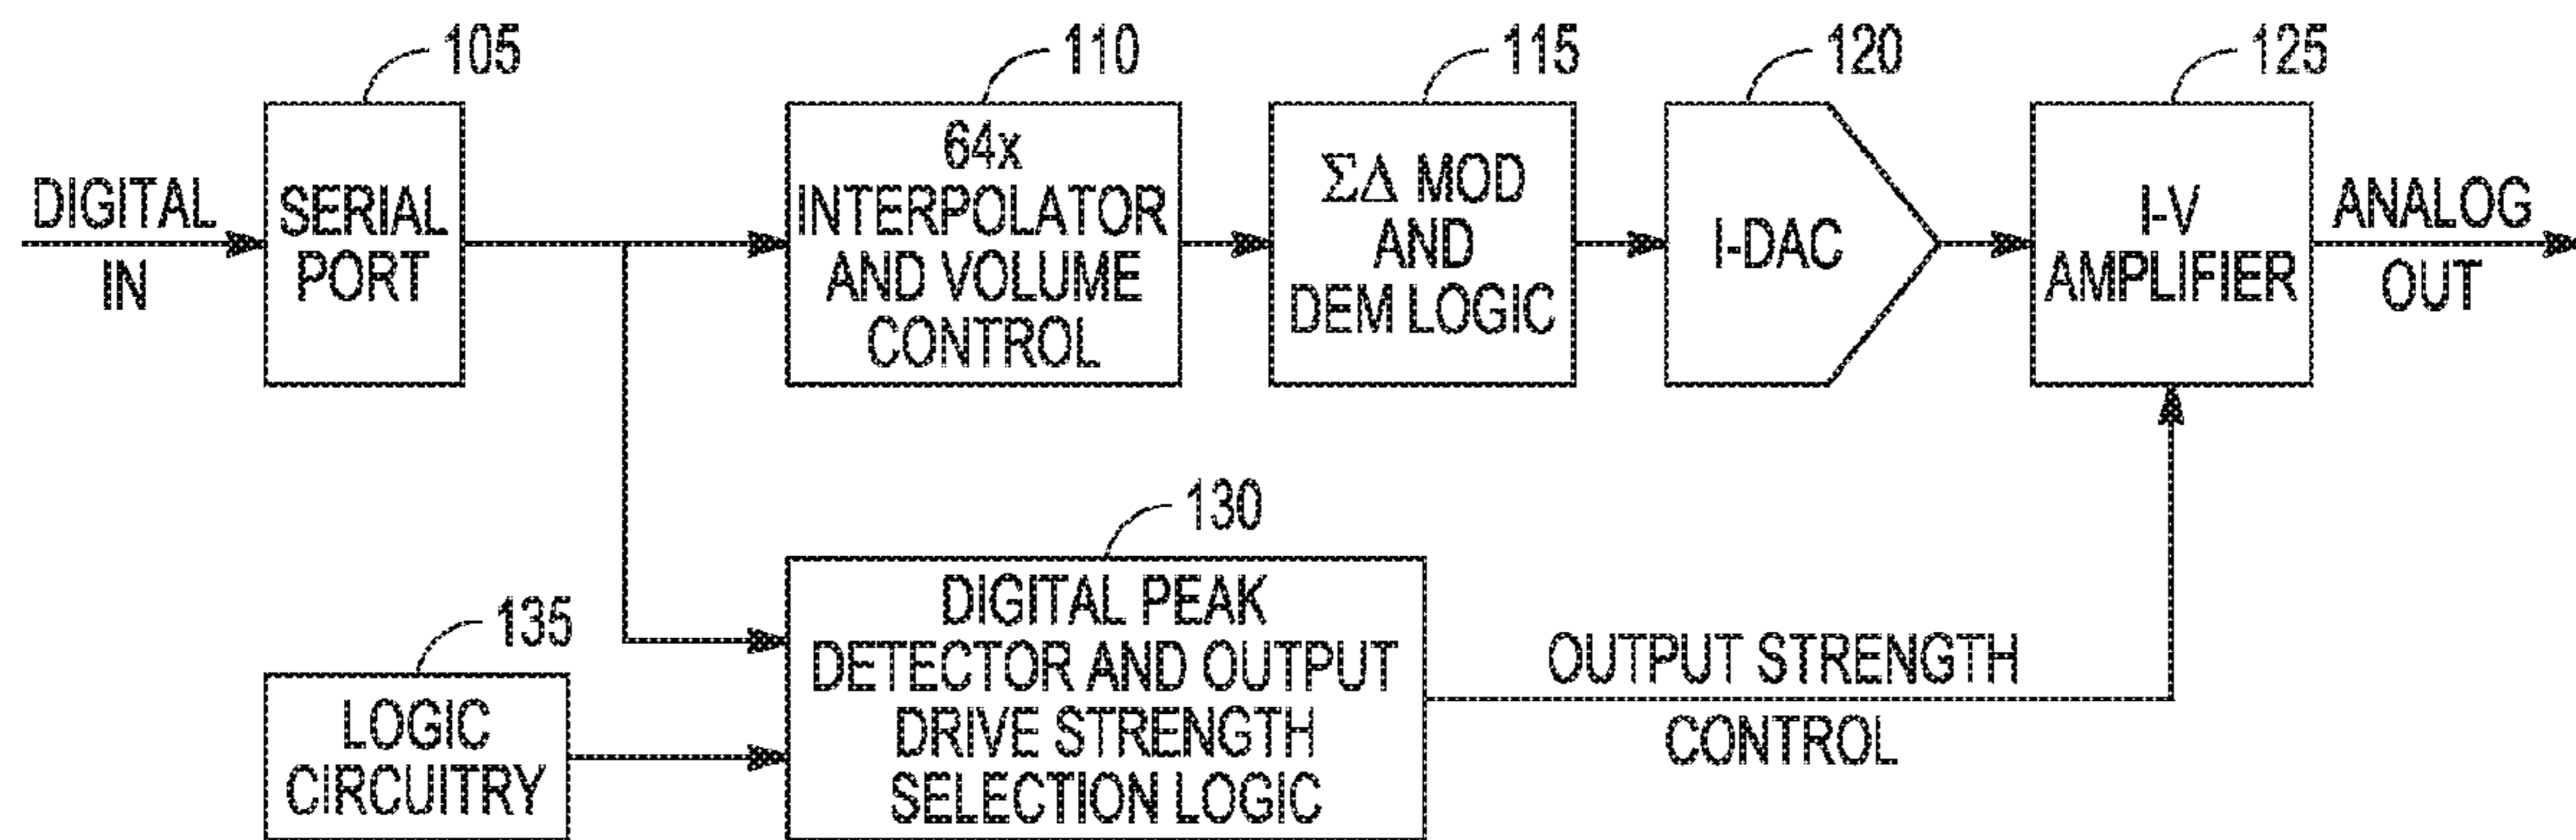 105
110
115
120
125
DIGITAL
IN
SERIAL
PORT
64x
INTERPOLATOR
AND VOLUME
CONTROL
ΣΔ MOD
AND
DEM LOGIC
I-DAC
I-V
AMPLIFIER
ANALOG
OUT
130
135
DIGITAL PEAK
DETECTOR AND OUTPUT
DRIVE STRENGTH
SELECTION LOGIC
LOGIC
CIRCUITRY
OUTPUT STRENGTH
CONTROL